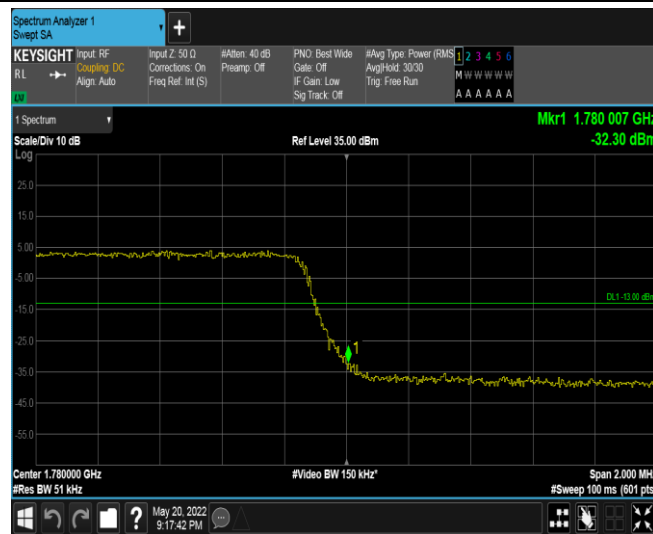 Spectrum Analyzer 1
Swept SA
+
KEYSIGHT
RL
LXI
Input: RF
Coupling: DC
Align: Auto
Input Z: 50 Ω
Corrections: On
Freq Ref: Int (S)
#Atten: 40 dB
Preamp: Off
PNO: Best Wide
Gate: Off
IF Gain: Low
Sig Track: Off
#Avg Type: Power (RMS
Avg|Hold: 30/30
Trig: Free Run
1 2 3 4 5 6
M W W W W W
A A A A A A
1 Spectrum
Scale/Div 10 dB
Ref Level 35.00 dBm
Mkr1 1.780 007 GHz
-32.30 dBm
Log
25.0
15.0
5.00
-5.00
DL1 -13.00 dBm
-15.0
-25.0
1
-35.0
-45.0
-55.0
Center 1.780000 GHz
#Video BW 150 kHz*
Span 2.000 MHz
#Res BW 51 kHz
#Sweep 100 ms (601 pts
?
May 20, 2022
9:17:42 PM